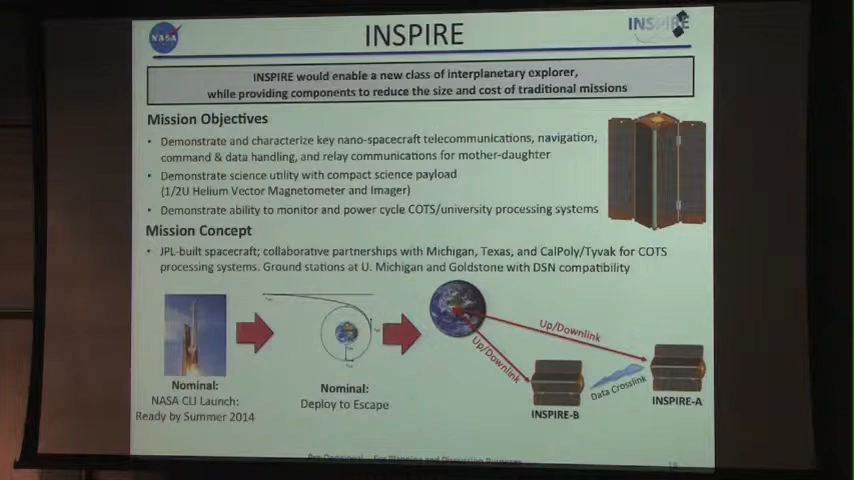 NASA
INSPIRE
INSPIRE
INSPIRE would enable a new class of interplanetary explorer,
while providing components to reduce the size and cost of traditional missions
Mission Objectives
• Demonstrate and characterize key nano-spacecraft telecommunications, navigation,
command & data handling, and relay communications for mother-daughter
• Demonstrate science utility with compact science payload
(1/2U Helium Vector Magnetometer and Imager)
• Demonstrate ability to monitor and power cycle COTS/university processing systems
Mission Concept
• JPL-built spacecraft; collaborative partnerships with Michigan, Texas, and CalPoly/Tyvak for COTS
processing systems. Ground stations at U. Michigan and Goldstone with DSN compatibility
Up/Downlink
Up/Downlink
Data Crosslink
INSPIRE-B
INSPIRE-A
Nominal:
NASA CLI Launch:
Ready by Summer 2014
Nominal:
Deploy to Escape
For Planning and Discussion Purposes